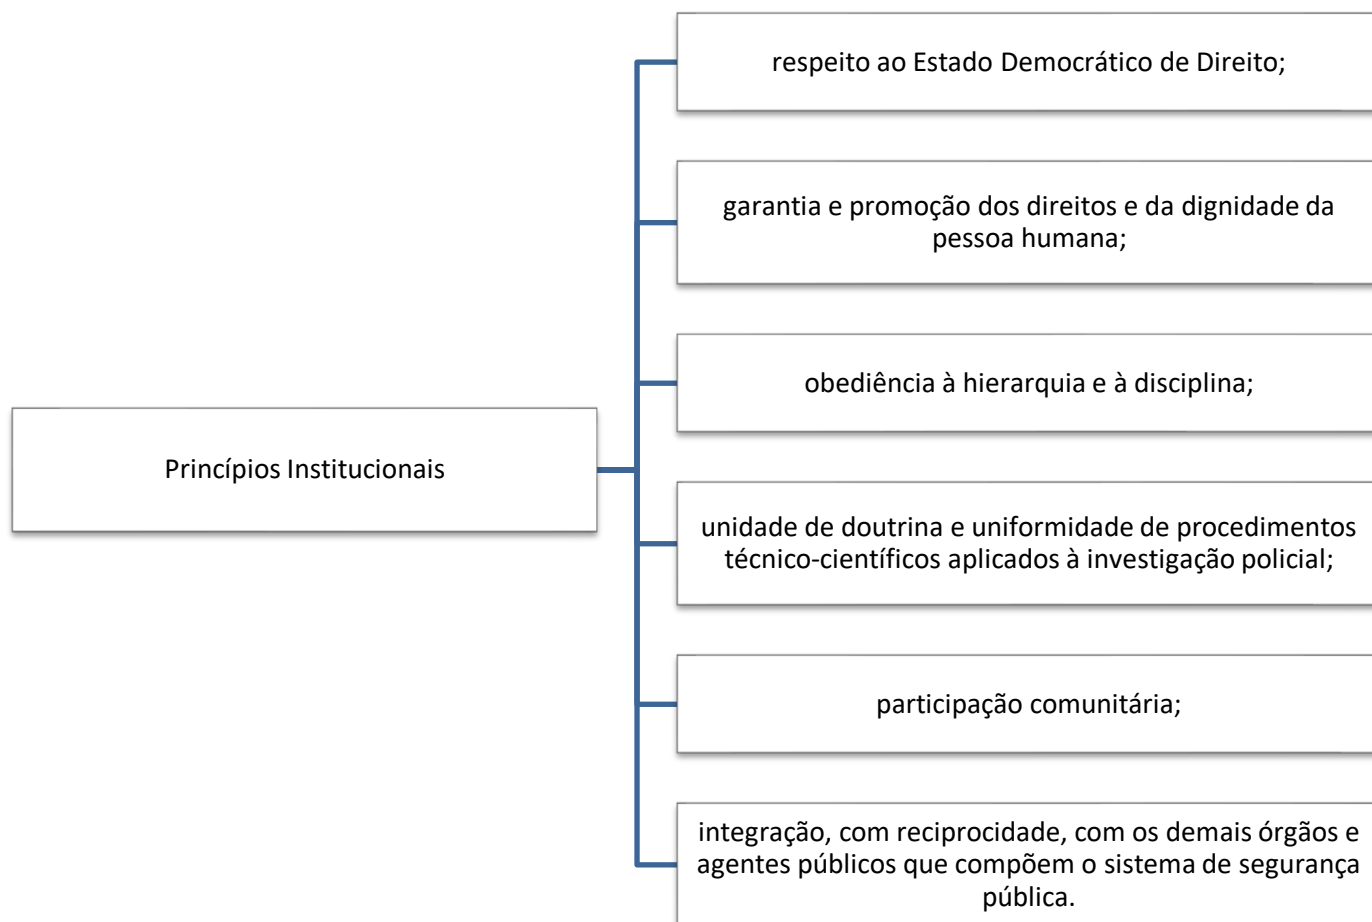 respeito ao Estado Democrático de Direito;
garantia e promoção dos direitos e da dignidade da
pessoa humana;
obediência à hierarquia e à disciplina;
Princípios Institucionais
unidade de doutrina e uniformidade de procedimentos
técnico-científicos aplicados à investigação policial;
participação comunitária;
integração, com reciprocidade, com os demais órgãos e
agentes públicos que compõem o sistema de segurança
pública.